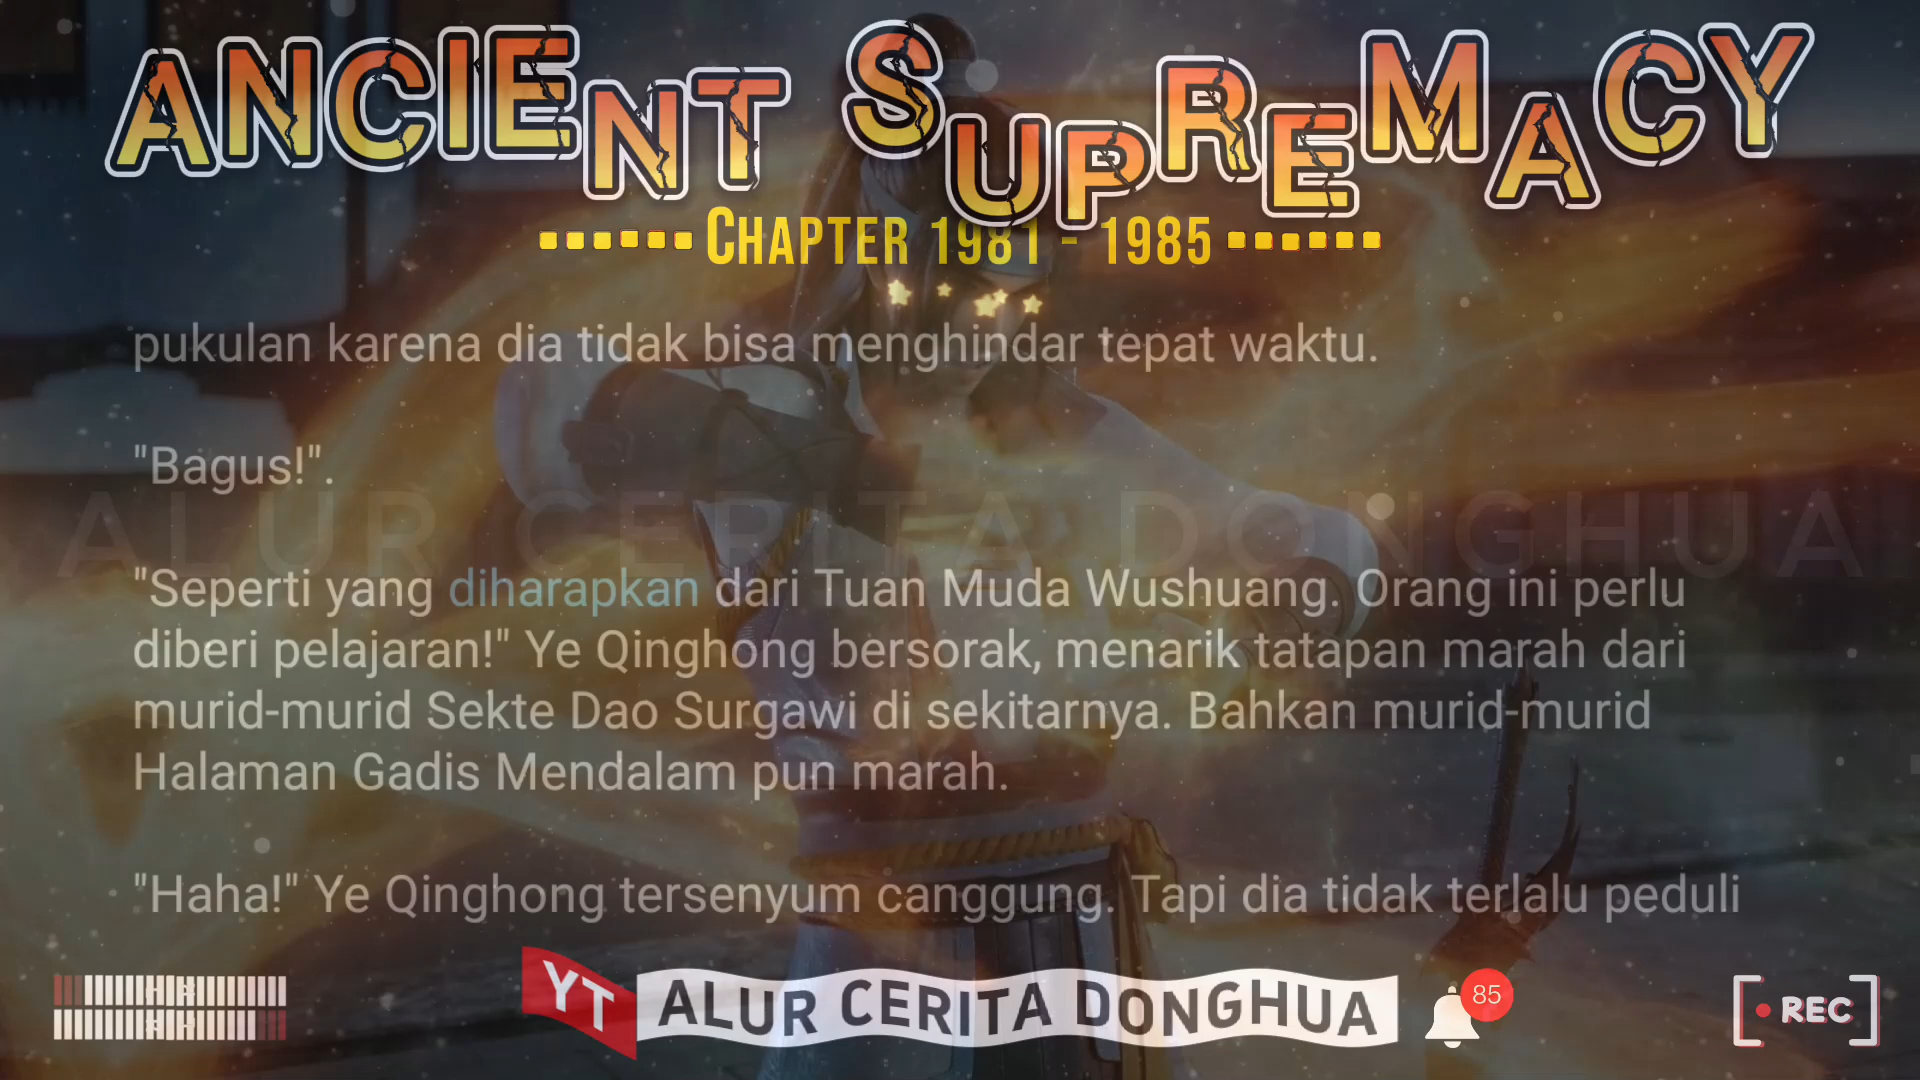 ANCIENT SUPREMACY
CHAPTER 1981 - 1985
pukulan karena dia tidak bisa menghindar tepat waktu.
"Bagus!".
ALUR CERITA DONGHUA
"Seperti yang diharapkan dari Tuan Muda Wushuang. Orang ini perlu
diberi pelajaran!" Ye Qinghong bersorak, menarik tatapan marah dari
murid-murid Sekte Dao Surgawi di sekitarnya. Bahkan murid-murid
Halaman Gadis Mendalam pun marah.
"Haha!" Ye Qinghong tersenyum canggung. Tapi dia tidak terlalu peduli
YT ALUR CERITA DONGHUA 85
REC